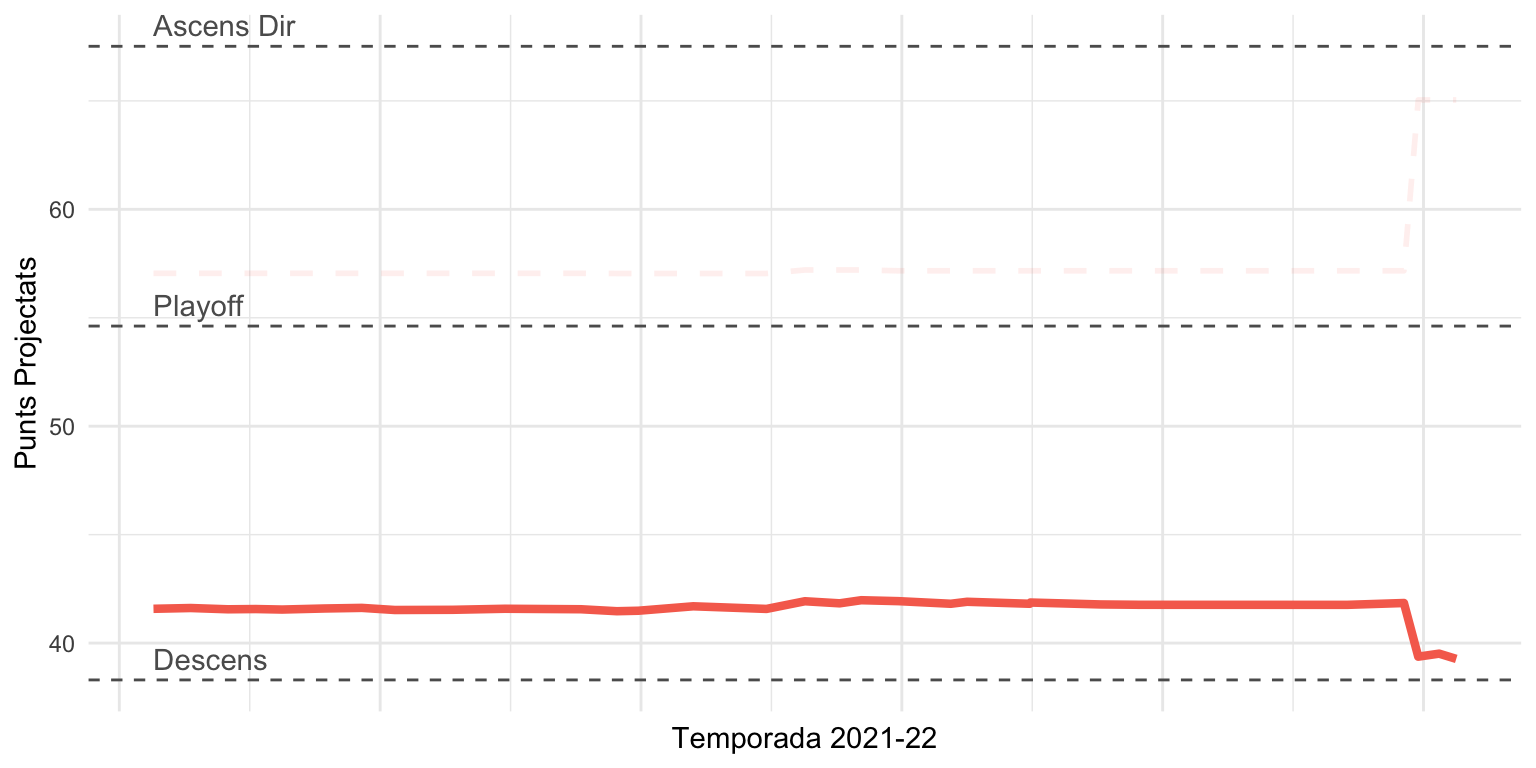 Ascens Dir
60
Playoff
50
40
Descens
Punts Projectats
Temporada 2021-22